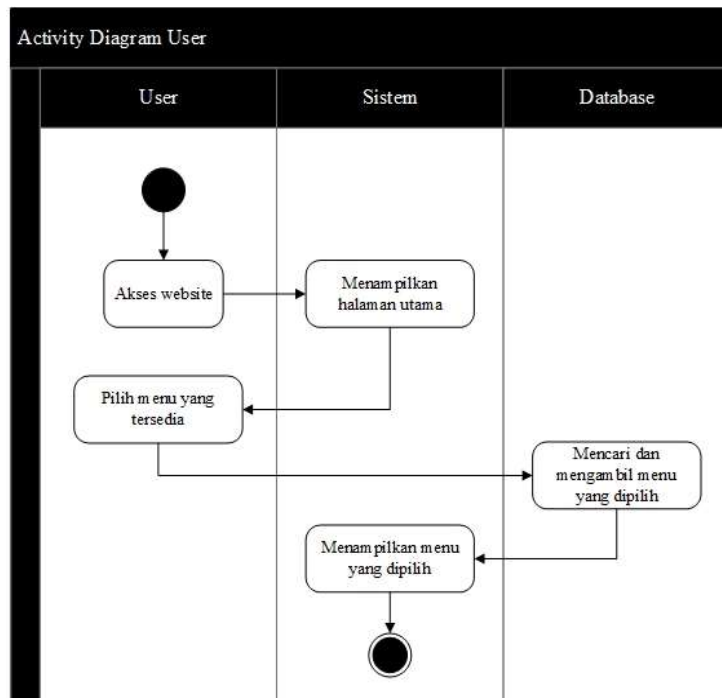 Activity Diagram User
User
Sistem
Database
Akses website
Menampilkan
halaman utama
Pilih menu yang
tersedia
Mencari dan
mengambil menu
yang dipilih
Menampilkan menu
yang dipilih